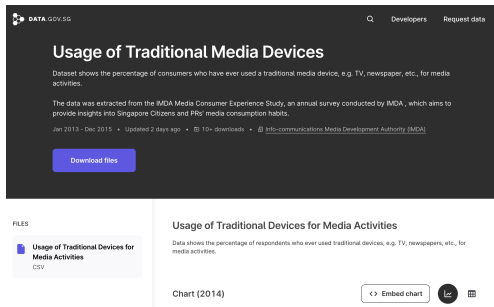 DATA.GOV.SG
Developers
Request data
Usage of Traditional Media Devices
Dataset shows the percentage of consumers who have ever used a traditional media device, e.g. TV, newspaper, etc., for media
activities.
The data was extracted from the IMDA Media Consumer Experience Study, an annual survey conducted by IMDA , which aims to
provide insights into Singapore Citizens and PRs' media consumption habits.
Jan 2013 - Dec 2015 • Updated 2 days ago • 10+ downloads • Info-communications Media Development Authority (IMDA)
Download files
FILES
Usage of Traditional Devices for
Media Activities
CSV
Usage of Traditional Devices for Media Activities
Data shows the percentage of respondents who ever used traditional devices, e.g. TV, newspapers, etc., for
media activities.
Chart (2014)
Embed chart